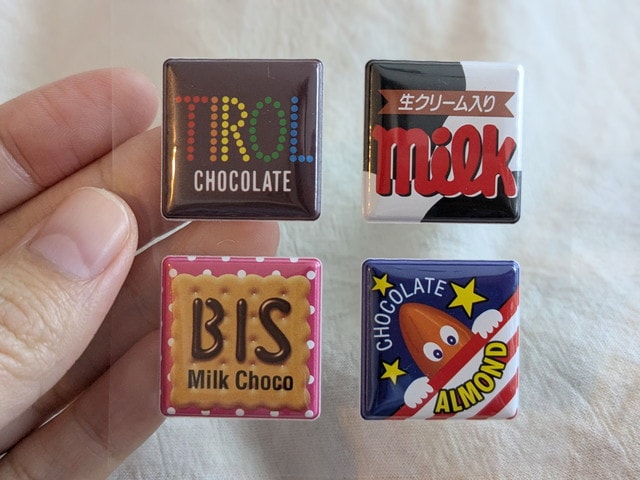 TIROL
CHOCOLATE
生クリーム入り
milk
BIS
Milk Choco
CHOCOLATE
ALMOND